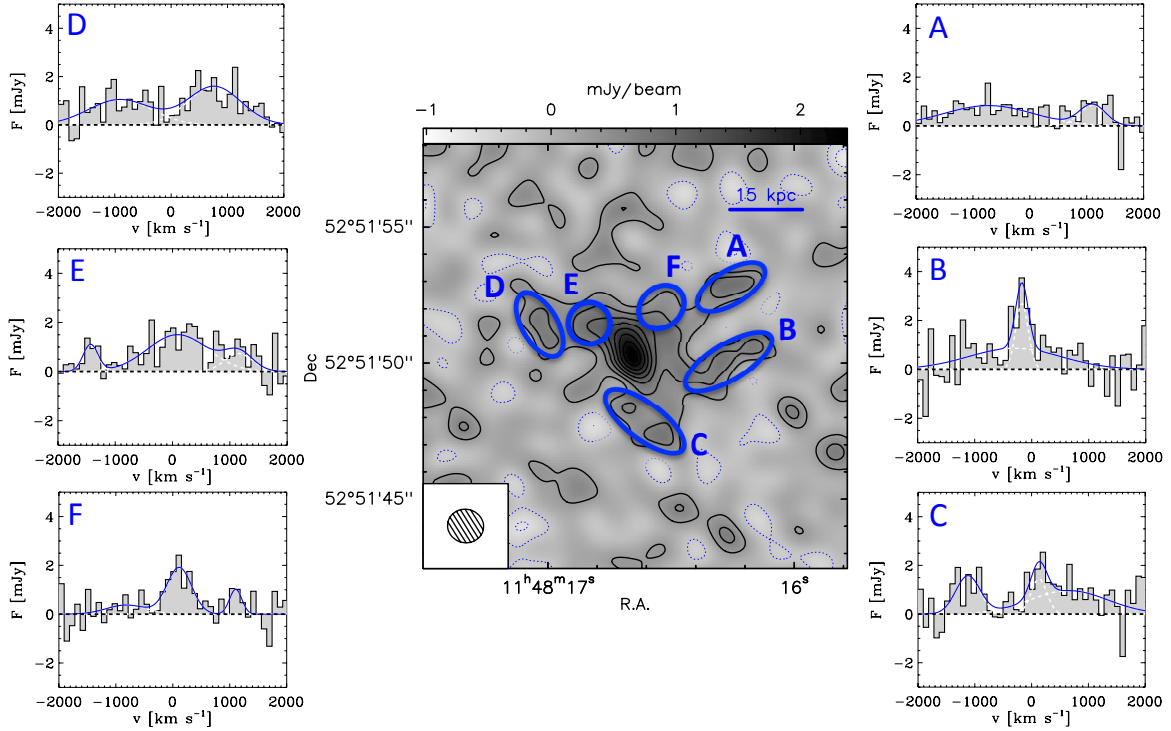 D
F [mJy]
4
2
0
−2
−2000 −1000 0 1000 2000
v [km s⁻¹]
E
F [mJy]
4
2
0
−2
−2000 −1000 0 1000 2000
v [km s⁻¹]
F
F [mJy]
4
2
0
−2
−2000 −1000 0 1000 2000
v [km s⁻¹]
mJy/beam
−1 0 1 2
15 kpc
A
F
E
D
B
C
52°51'55"
52°51'50"
52°51'45"
Dec
11ʰ48ᵐ17ˢ 16ˢ
R.A.
A
F [mJy]
4
2
0
−2
−2000 −1000 0 1000 2000
v [km s⁻¹]
B
F [mJy]
4
2
0
−2
−2000 −1000 0 1000 2000
v [km s⁻¹]
C
F [mJy]
4
2
0
−2
−2000 −1000 0 1000 2000
v [km s⁻¹]